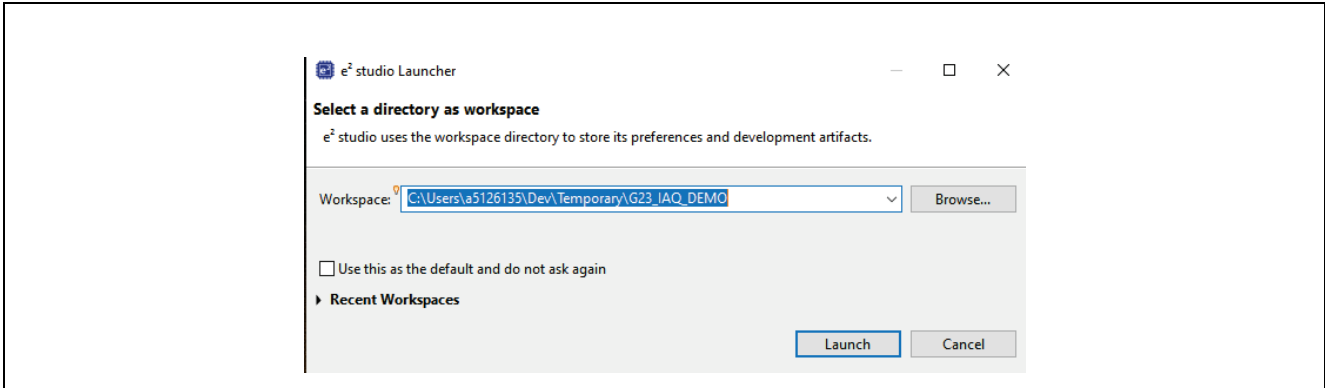 e² studio Launcher
Select a directory as workspace
e² studio uses the workspace directory to store its preferences and development artifacts.
Workspace: C:\Users\a5126135\Dev\Temporary\G23_IAQ_DEMO Browse...
Use this as the default and do not ask again
Recent Workspaces
Launch Cancel